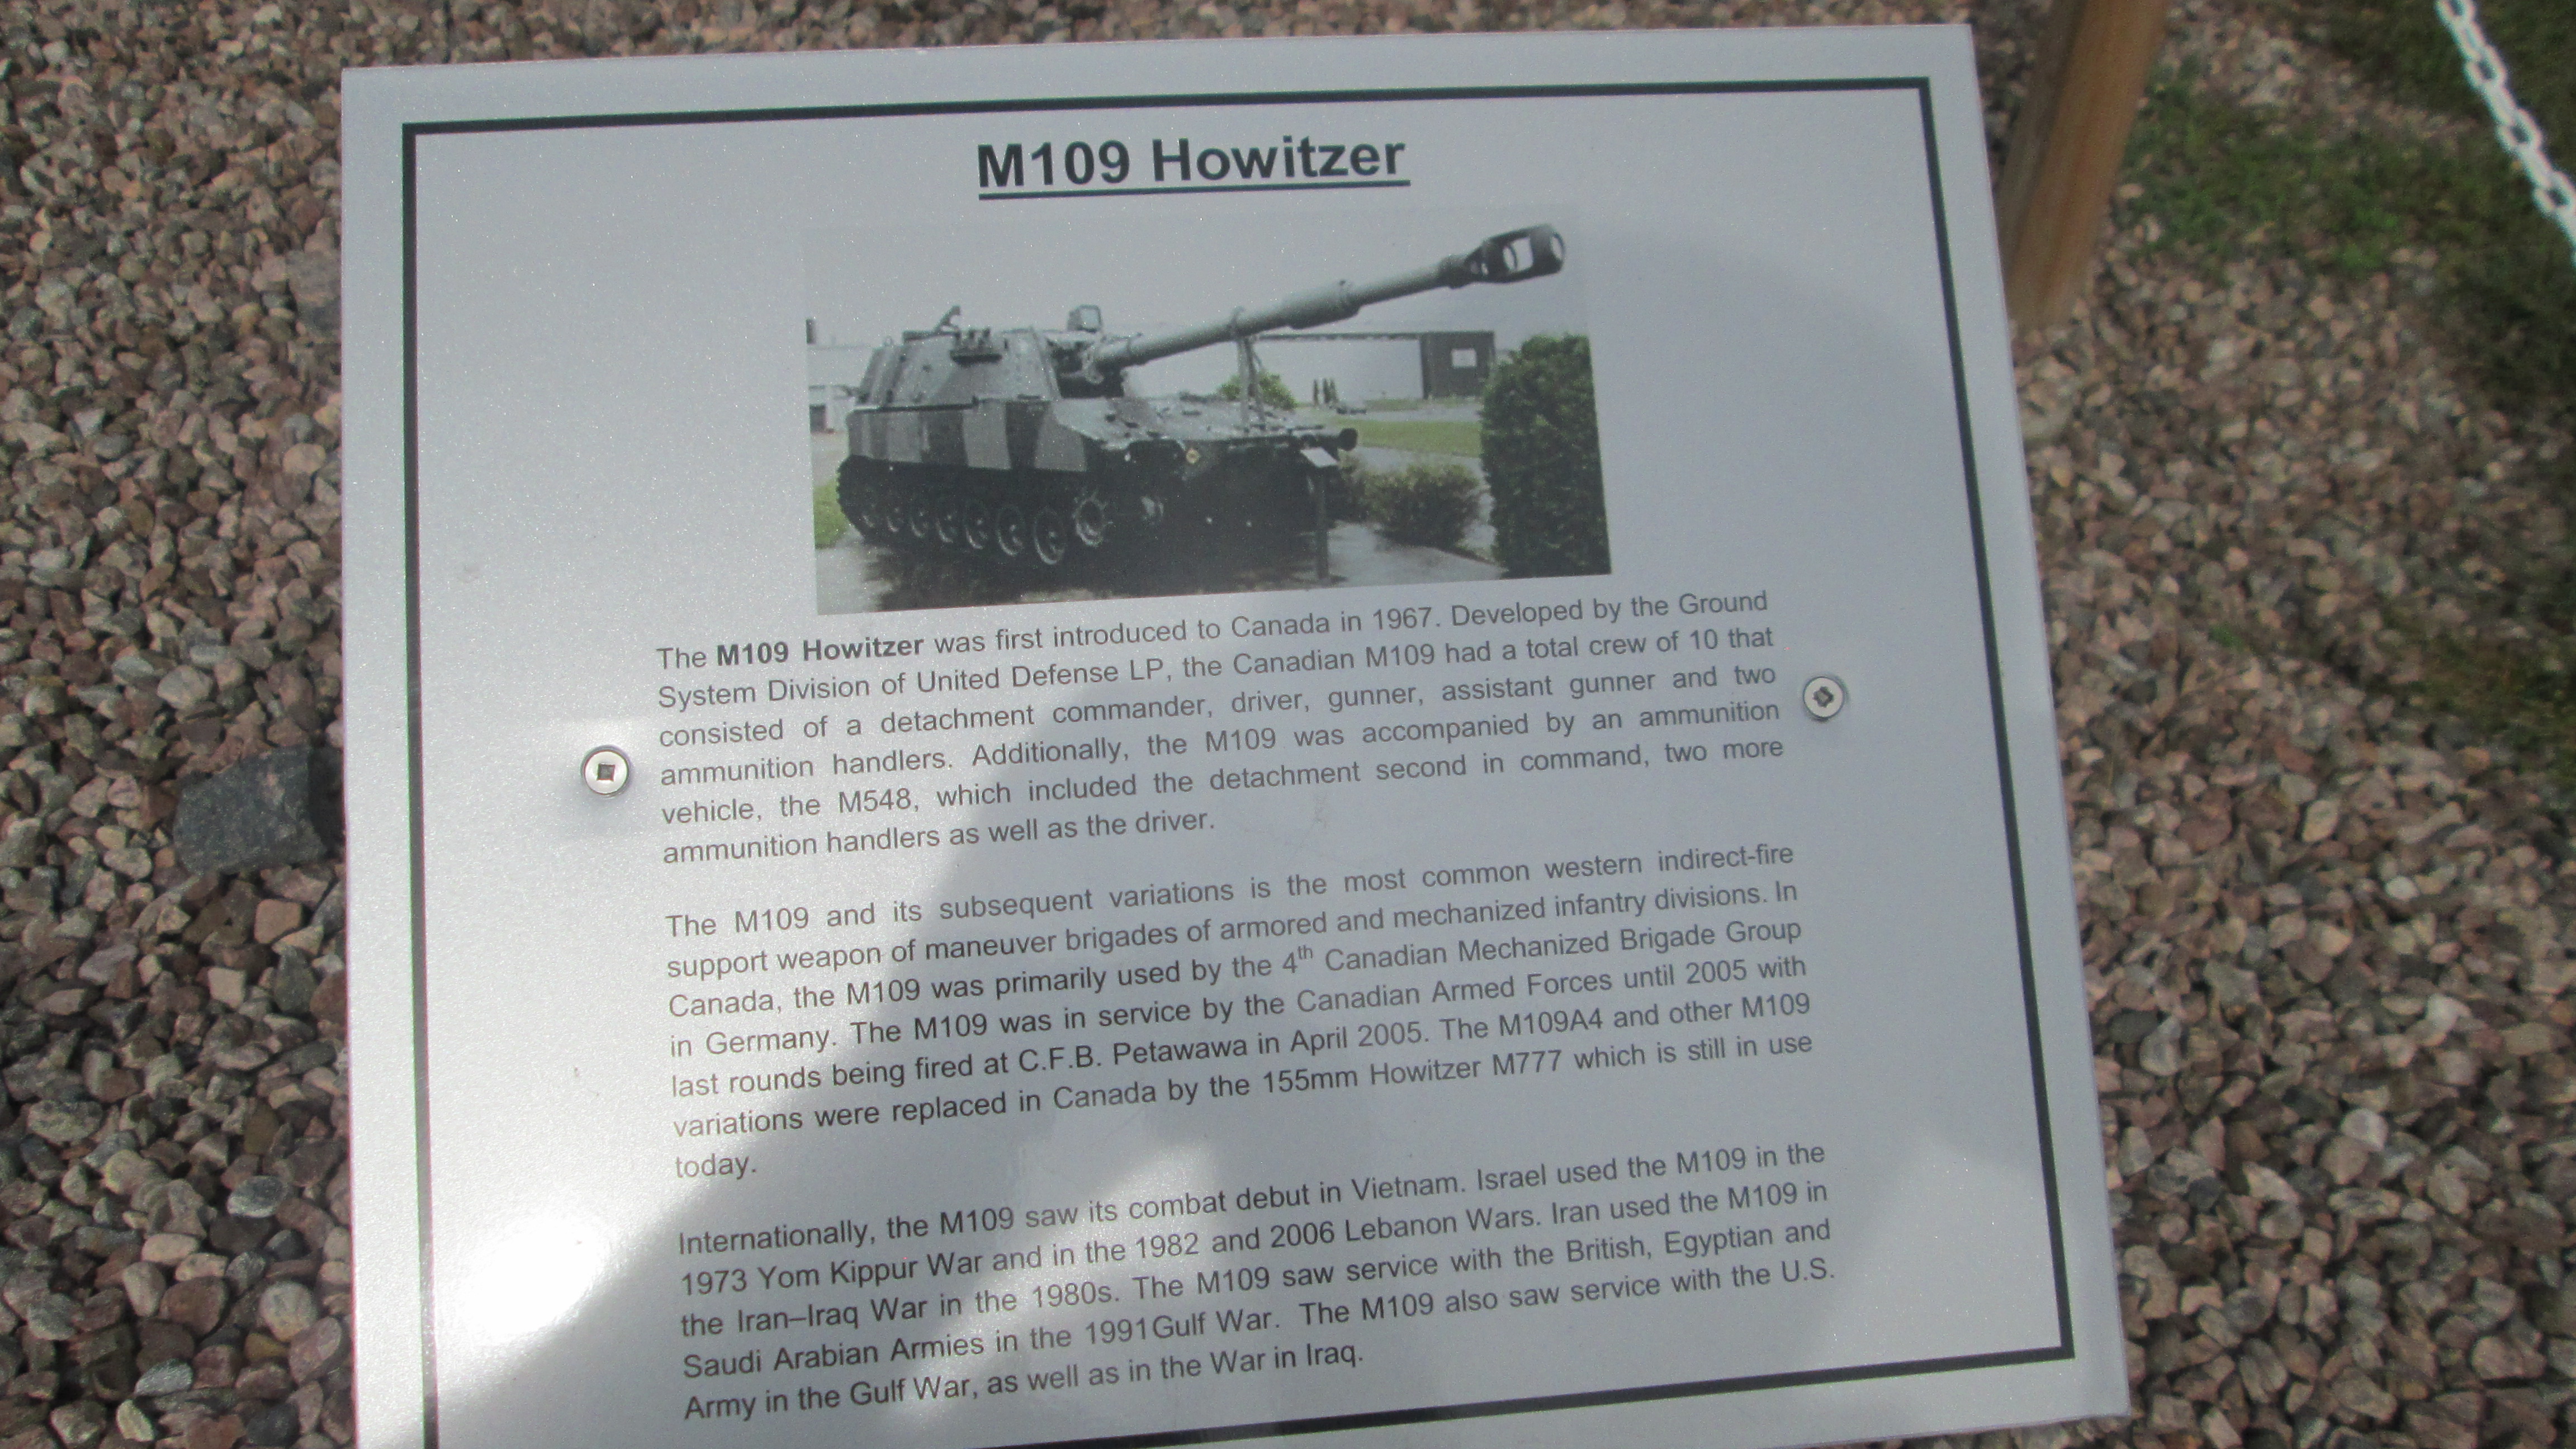 M109 Howitzer
The M109 Howitzer was first introduced to Canada in 1967. Developed by the Ground
System Division of United Defense LP, the Canadian M109 had a total crew of 10 that
consisted of a detachment commander, driver, gunner, assistant gunner and two
ammunition handlers. Additionally, the M109 was accompanied by an ammunition
vehicle, the M548, which included the detachment second in command, two more
ammunition handlers as well as the driver.
The M109 and its subsequent variations is the most common western indirect-fire
support weapon of maneuver brigades of armored and mechanized infantry divisions. In
Canada, the M109 was primarily used by the 4th Canadian Mechanized Brigade Group
in Germany. The M109 was in service by the Canadian Armed Forces until 2005 with
last rounds being fired at C.F.B. Petawawa in April 2005. The M109A4 and other M109
variations were replaced in Canada by the 155mm Howitzer M777 which is still in use
today.
Internationally, the M109 saw its combat debut in Vietnam. Israel used the M109 in the
1973 Yom Kippur War and in the 1982 and 2006 Lebanon Wars. Iran used the M109 in
the Iran–Iraq War in the 1980s. The M109 saw service with the British, Egyptian and
Saudi Arabian Armies in the 1991Gulf War. The M109 also saw service with the U.S.
Army in the Gulf War, as well as in the War in Iraq.